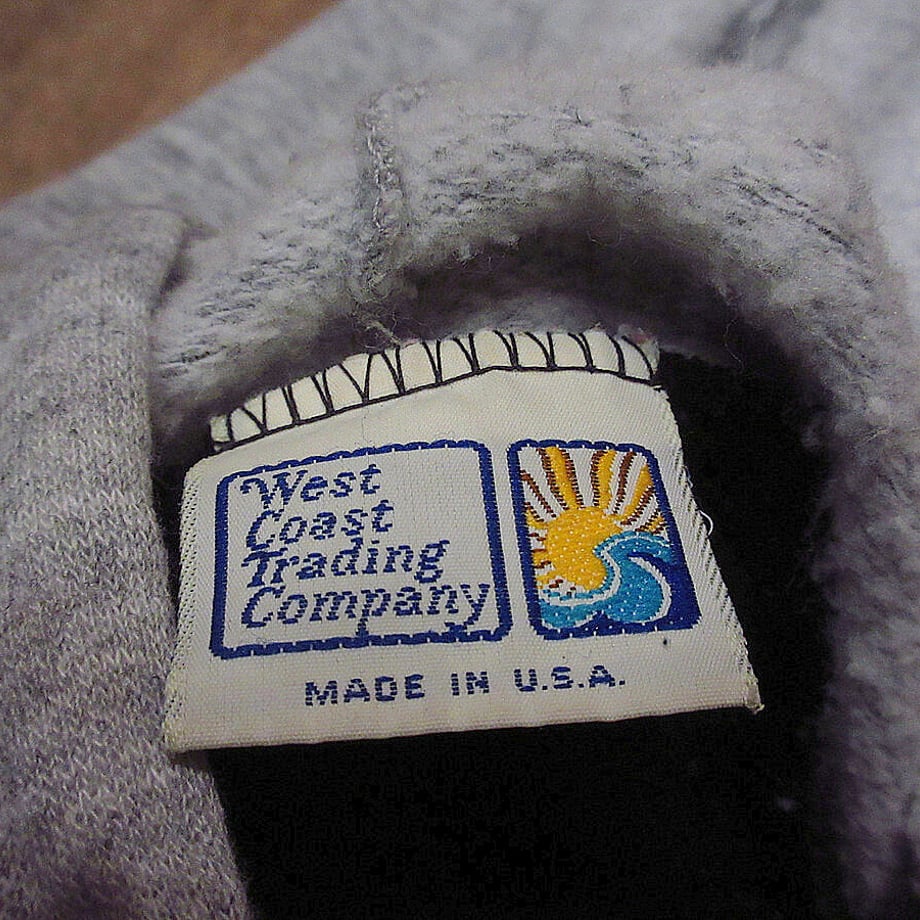 West
Coast
Trading
Company
MADE IN U.S.A.